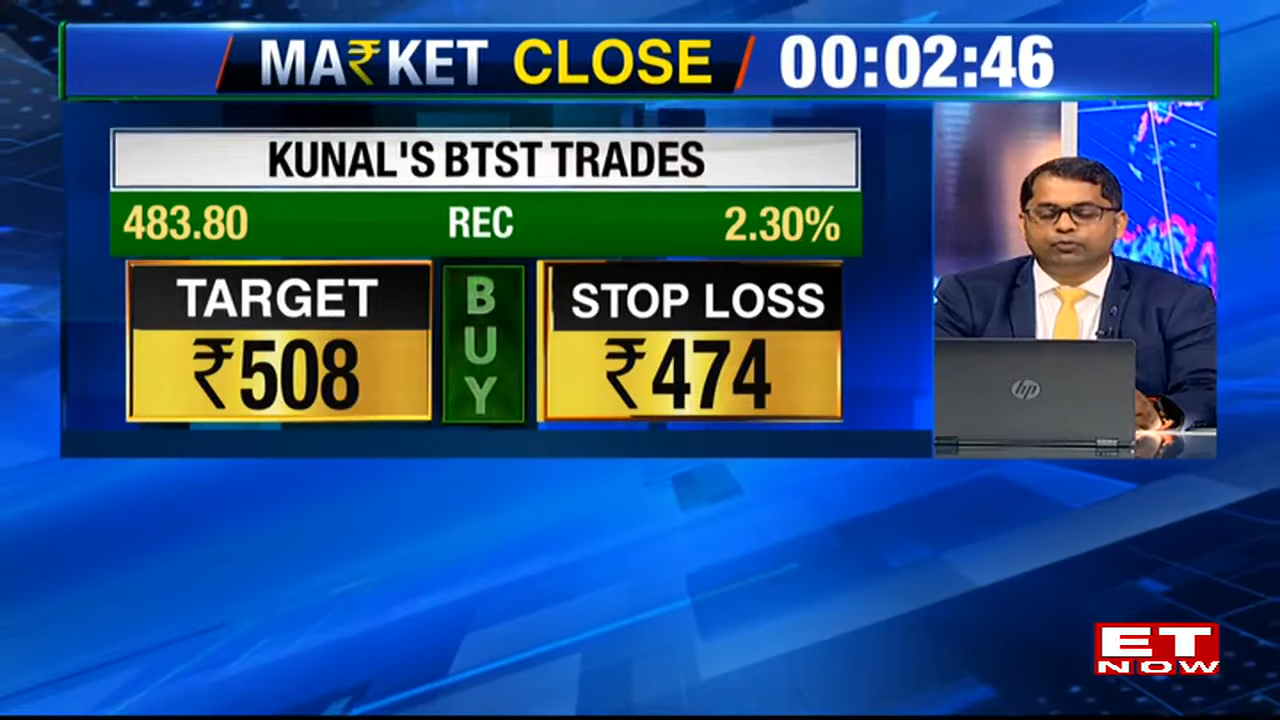 MA₹KET CLOSE 00:02:46
KUNAL'S BTST TRADES
483.80 REC 2.30%
TARGET BUY STOP LOSS
₹508 ₹474
hp
ET
NOW